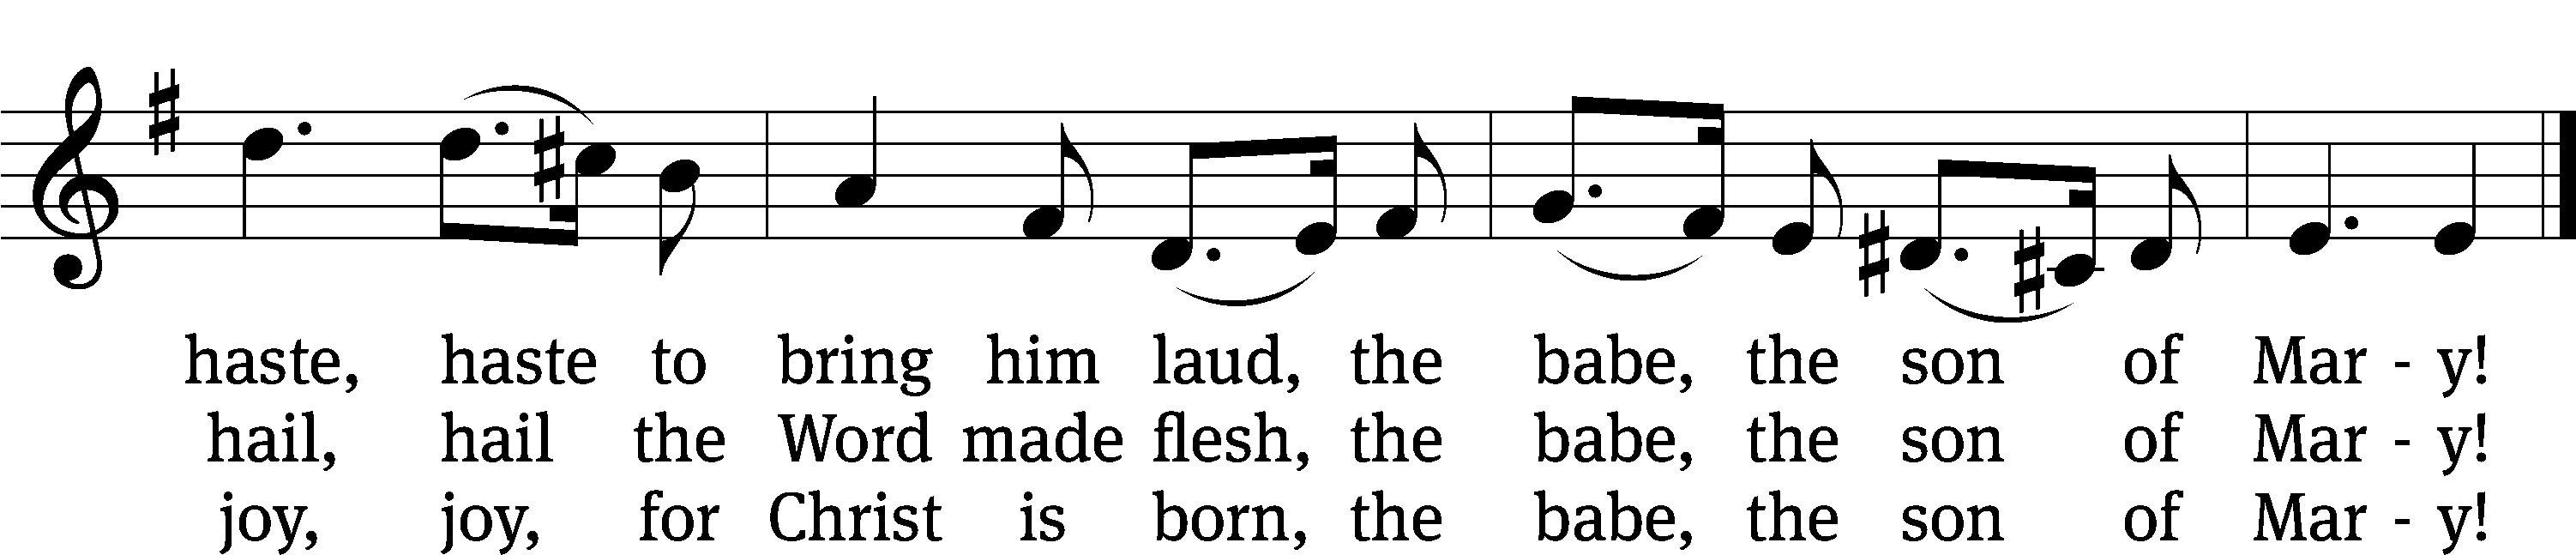 haste, haste to bring him laud, the babe, the son of Mar - y!
hail, hail the Word made flesh, the babe, the son of Mar - y!
joy, joy, for Christ is born, the babe, the son of Mar - y!